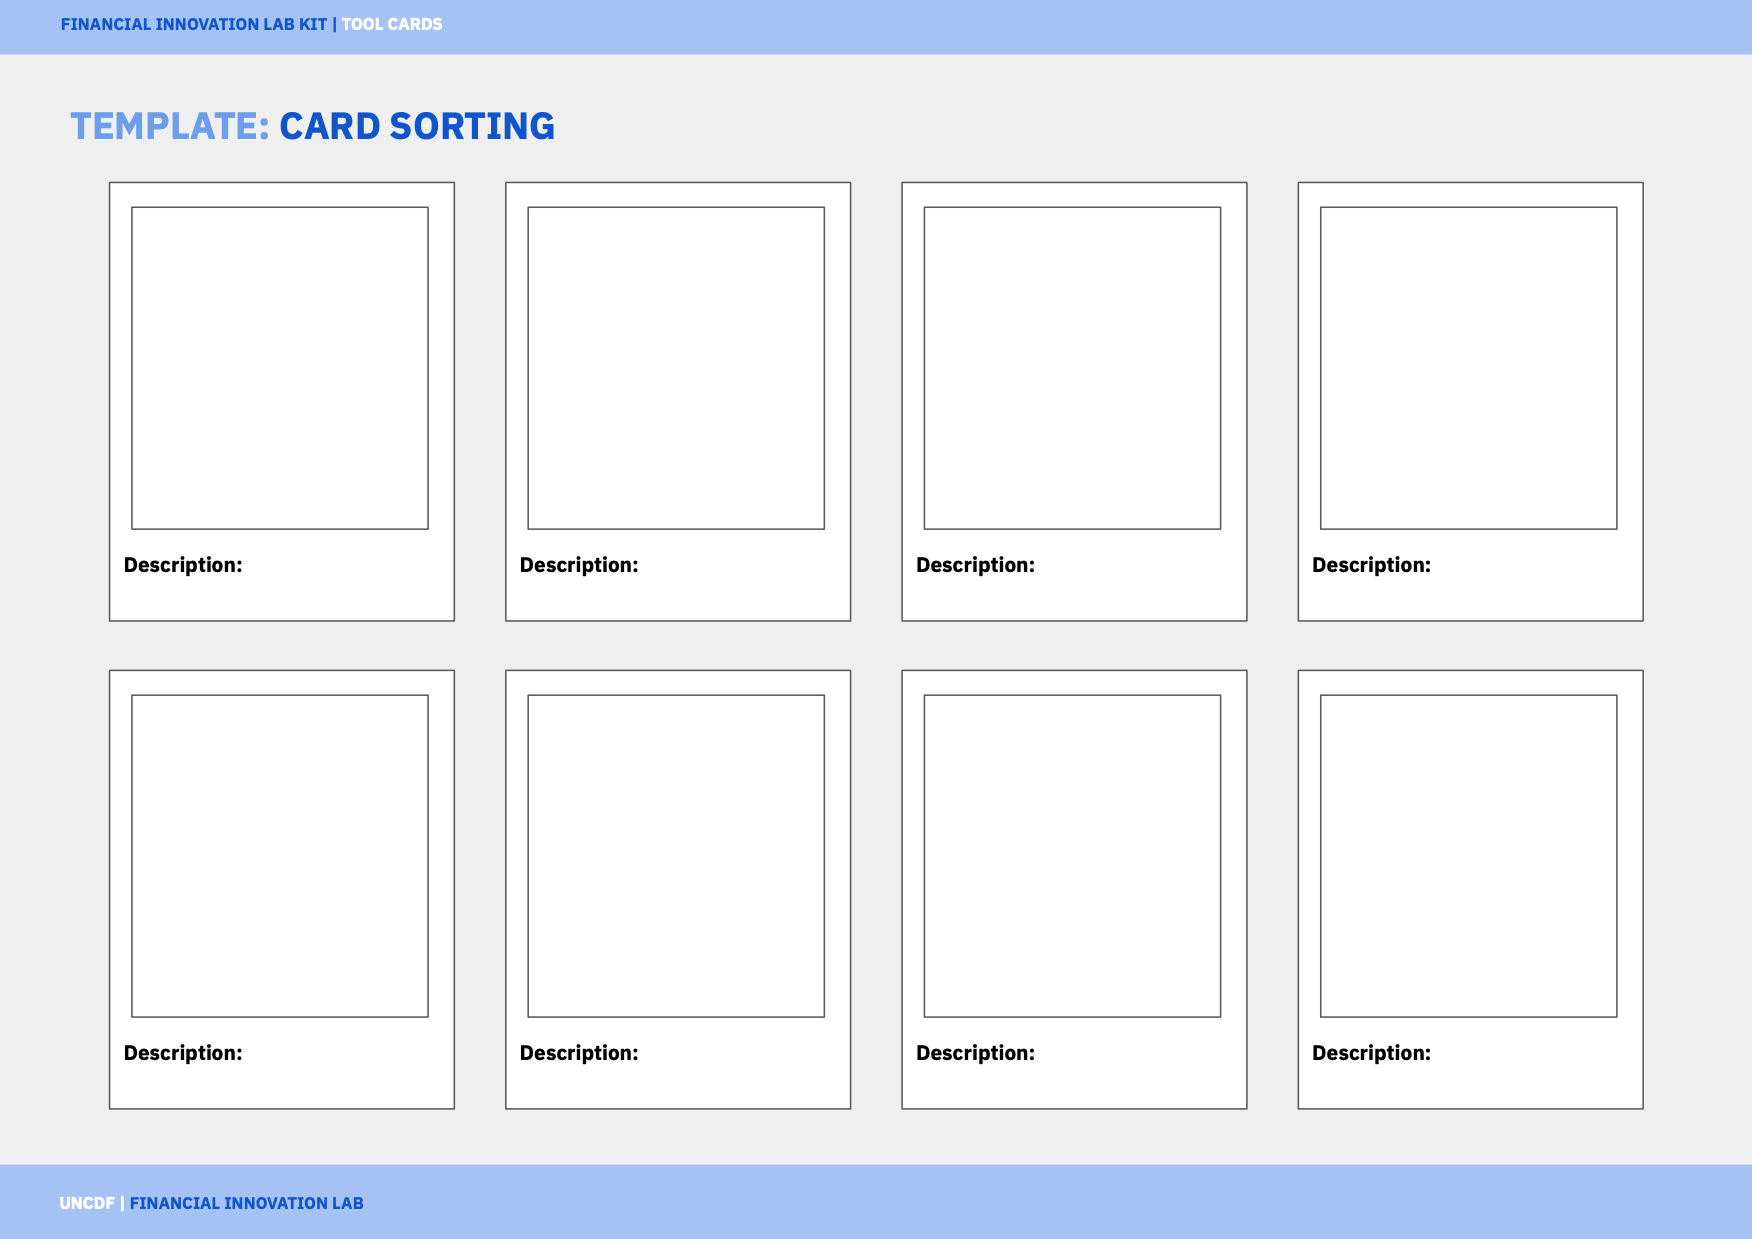 FINANCIAL INNOVATION LAB KIT | TOOL CARDS
TEMPLATE: CARD SORTING
Description: Description: Description: Description:
Description: Description: Description: Description:
UNCDF | FINANCIAL INNOVATION LAB